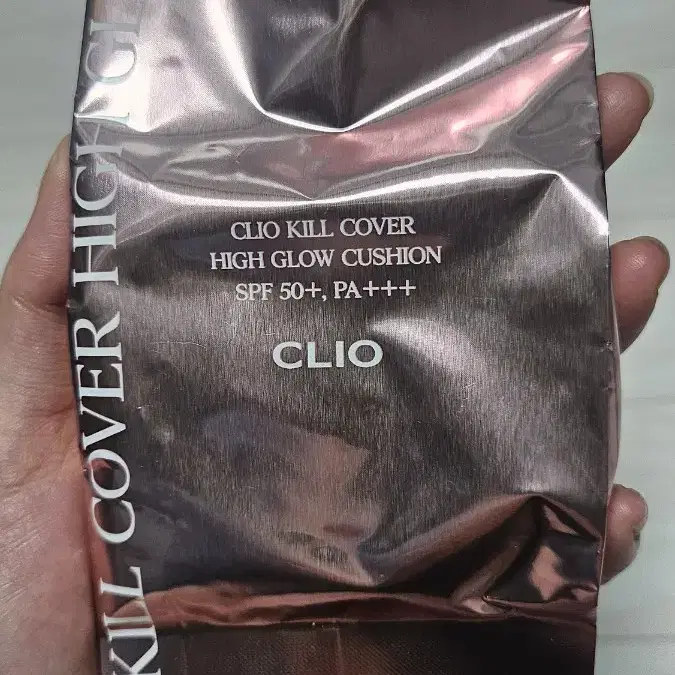 CLIO KILL COVER
HIGH GLOW CUSHION
SPF 50+, PA+++
CLIO
KILL COVER HIGH GL